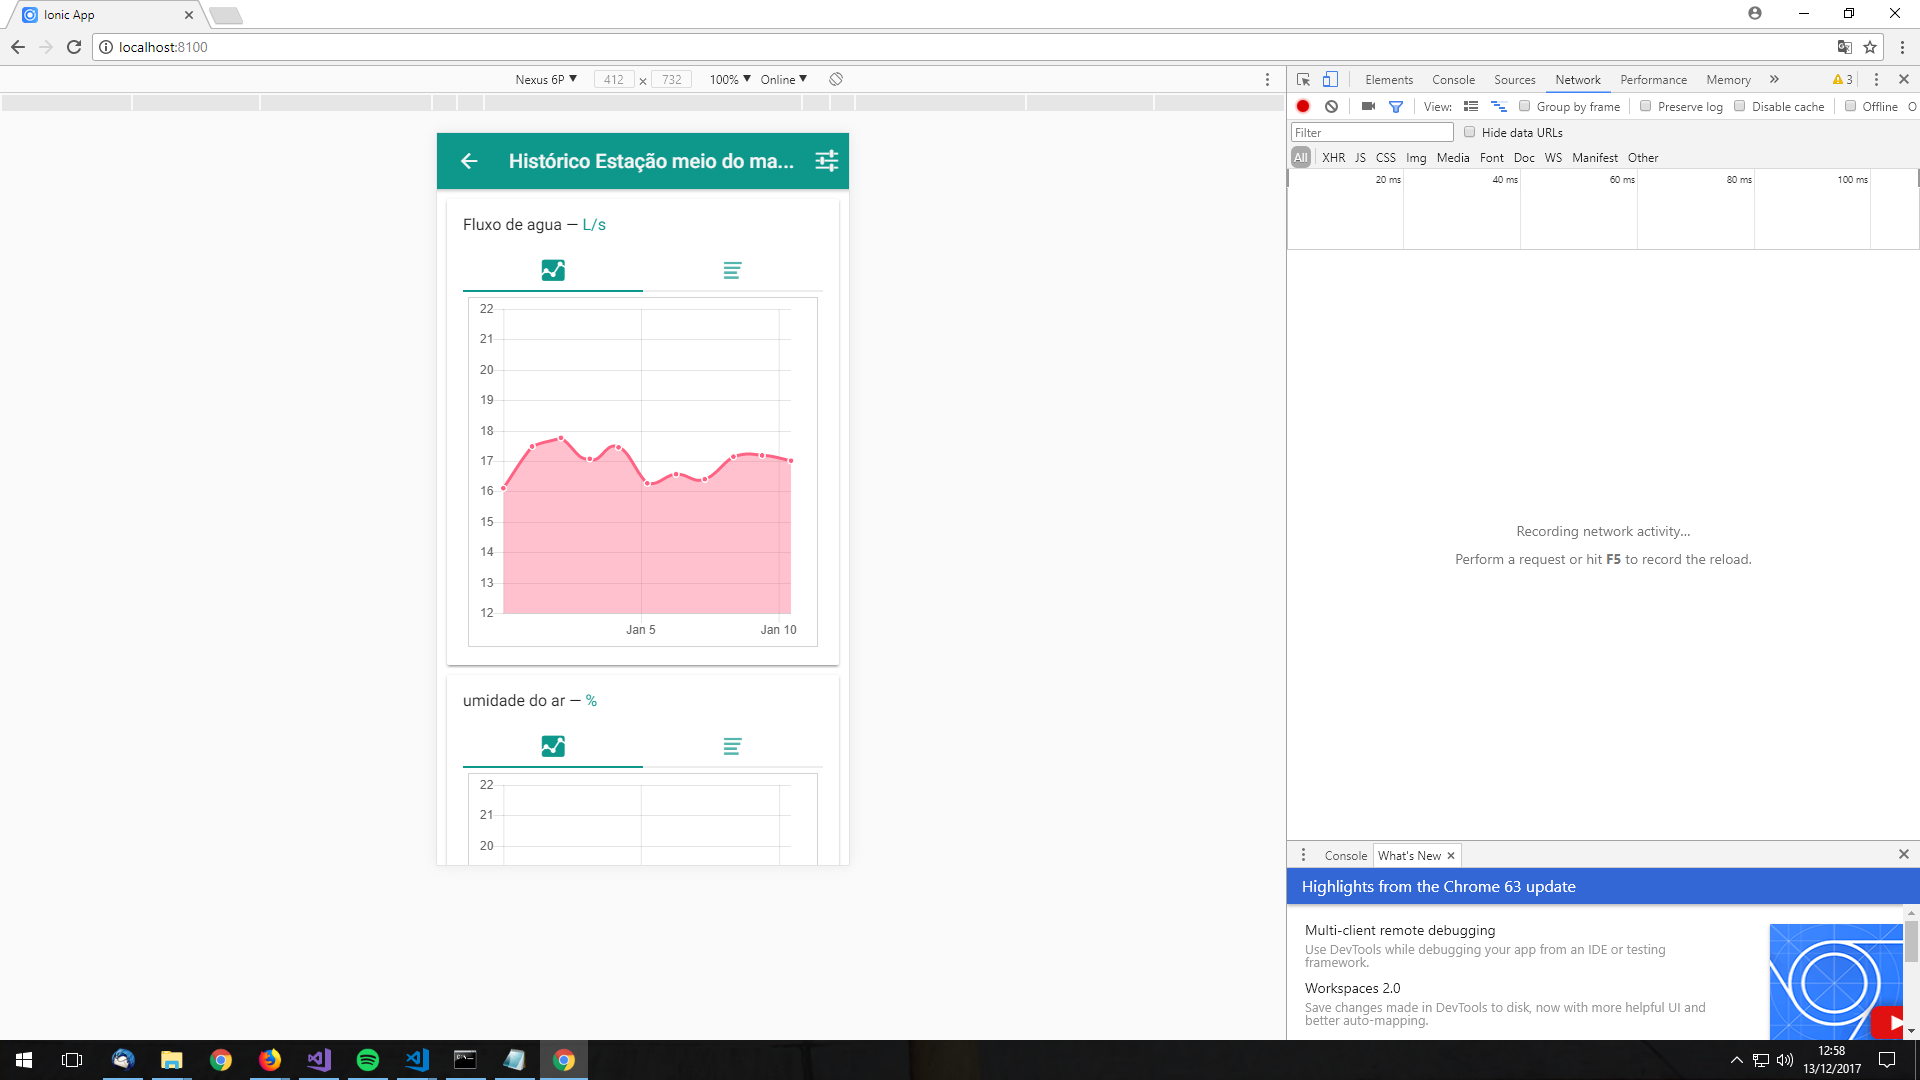 Ionic App
localhost:8100
Nexus 6P ▼ 412 x 732 100% ▼ Online ▼
Elements Console Sources Network Performance Memory » 3
View: Group by frame Preserve log Disable cache Offline O
Filter Hide data URLs
All XHR JS CSS Img Media Font Doc WS Manifest Other
20 ms 40 ms 60 ms 80 ms 100 ms
Histórico Estação meio do ma...
Fluxo de agua — L/s
22
21
20
19
18
17
16
15
14
13
12
Jan 5 Jan 10
umidade do ar — %
22
21
20
Recording network activity...
Perform a request or hit F5 to record the reload.
Console What's New
Highlights from the Chrome 63 update
Multi-client remote debugging
Use DevTools while debugging your app from an IDE or testing
framework.
Workspaces 2.0
Save changes made in DevTools to disk, now with more helpful UI and
better auto-mapping.
12:58
13/12/2017